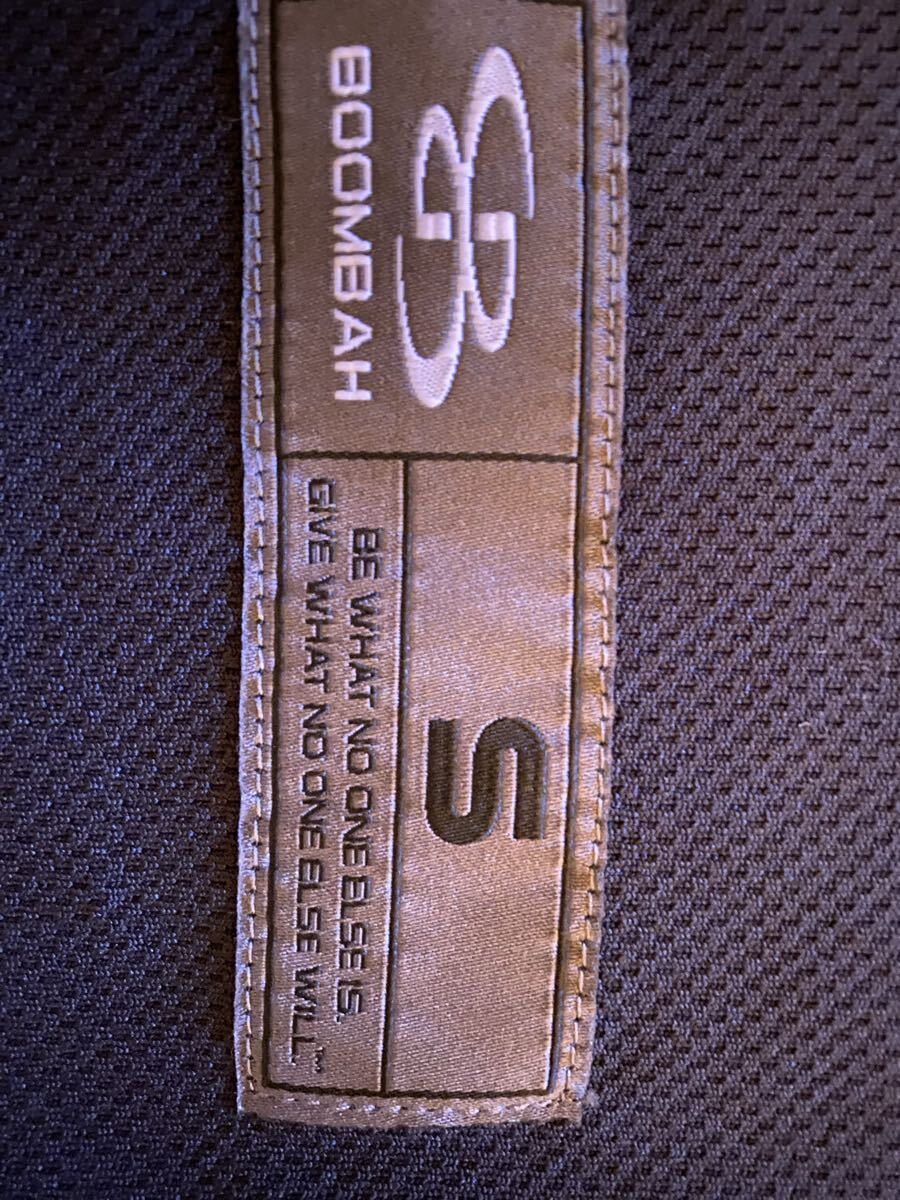 BOOMBAH
S
BE WHAT NO ONE ELSE IS.
GIVE WHAT NO ONE ELSE WILL.™